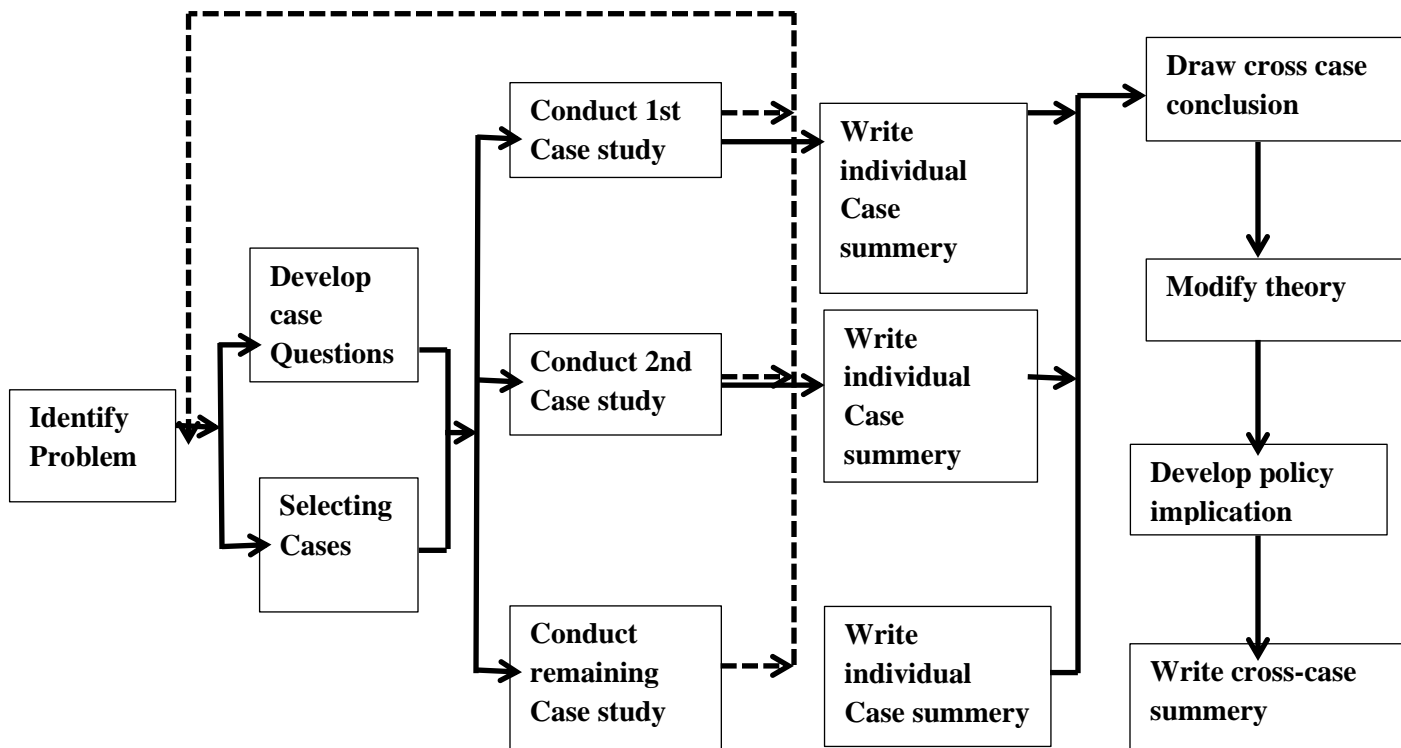 Identify
Problem
Develop
case
Questions
Selecting
Cases
Conduct 1st
Case study
Conduct 2nd
Case study
Conduct
remaining
Case study
Write
individual
Case
summery
Write
individual
Case
summery
Write
individual
Case summery
Draw cross case
conclusion
Modify theory
Develop policy
implication
Write cross-case
summery